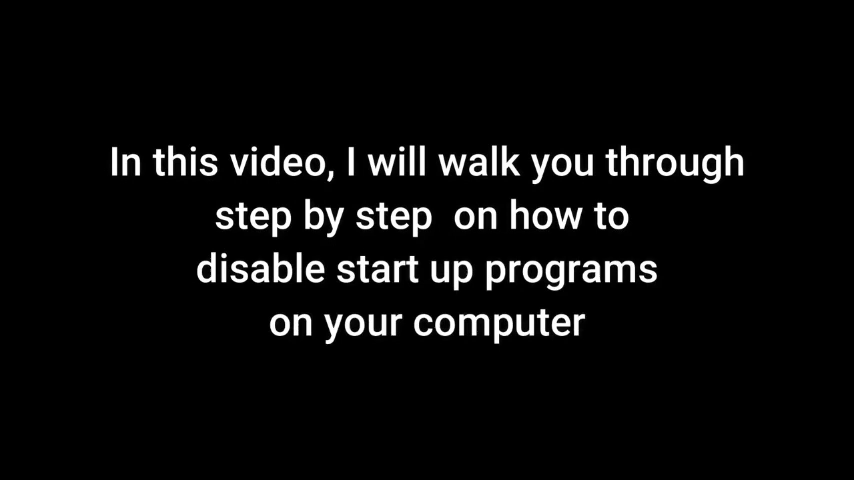 In this video, I will walk you through
step by step  on how to
disable start up programs
on your computer